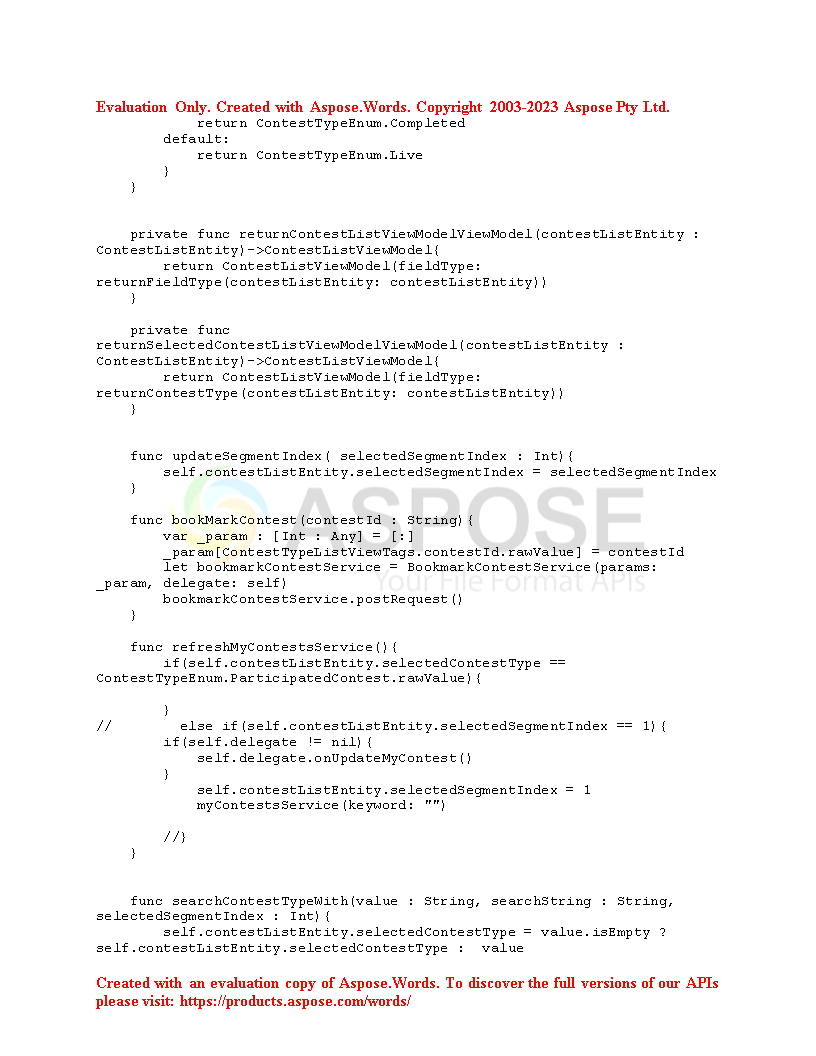 Evaluation Only. Created with Aspose.Words. Copyright 2003-2023 Aspose Pty Ltd.
            return ContestTypeEnum.Completed
        default:
            return ContestTypeEnum.Live
        }
    }
    private func returnContestListViewModelViewModel(contestListEntity :
ContestListEntity)->ContestListViewModel{
        return ContestListViewModel(fieldType:
returnFieldType(contestListEntity: contestListEntity))
    }
    private func
returnSelectedContestListViewModelViewModel(contestListEntity :
ContestListEntity)->ContestListViewModel{
        return ContestListViewModel(fieldType:
returnContestType(contestListEntity: contestListEntity))
    }
    func updateSegmentIndex( selectedSegmentIndex : Int){
        self.contestListEntity.selectedSegmentIndex = selectedSegmentIndex
    }
ASPOSE
    func bookMarkContest(contestId : String){
        var _param : [Int : Any] = [:]
        _param[ContestTypeListViewTags.contestId.rawValue] = contestId
        let bookmarkContestService = BookmarkContestService(params:
_param, delegate: self)
Your File Format APIs
        bookmarkContestService.postRequest()
    }
    func refreshMyContestsService(){
        if(self.contestListEntity.selectedContestType ==
ContestTypeEnum.ParticipatedContest.rawValue){
        }
//        else if(self.contestListEntity.selectedSegmentIndex == 1){
        if(self.delegate != nil){
            self.delegate.onUpdateMyContest()
        }
            self.contestListEntity.selectedSegmentIndex = 1
            myContestsService(keyword: "")
        //}
    }
    func searchContestTypeWith(value : String, searchString : String,
selectedSegmentIndex : Int){
        self.contestListEntity.selectedContestType = value.isEmpty ?
self.contestListEntity.selectedContestType :  value
Created with an evaluation copy of Aspose.Words. To discover the full versions of our APIs
please visit: https://products.aspose.com/words/